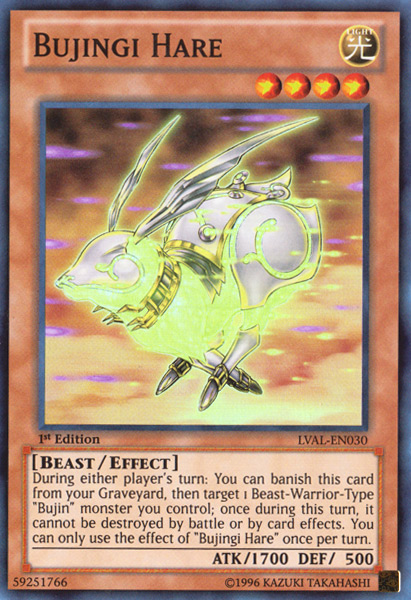 BUJINGI HARE
LIGHT
光
1st Edition
LVAL-EN030
[BEAST/EFFECT]
During either player's turn: You can banish this card
from your Graveyard, then target 1 Beast-Warrior-Type
"Bujin" monster you control; once during this turn, it
cannot be destroyed by battle or by card effects. You
can only use the effect of "Bujingi Hare" once per turn.
ATK/1700 DEF/ 500
59251766
©1996 KAZUKI TAKAHASHI